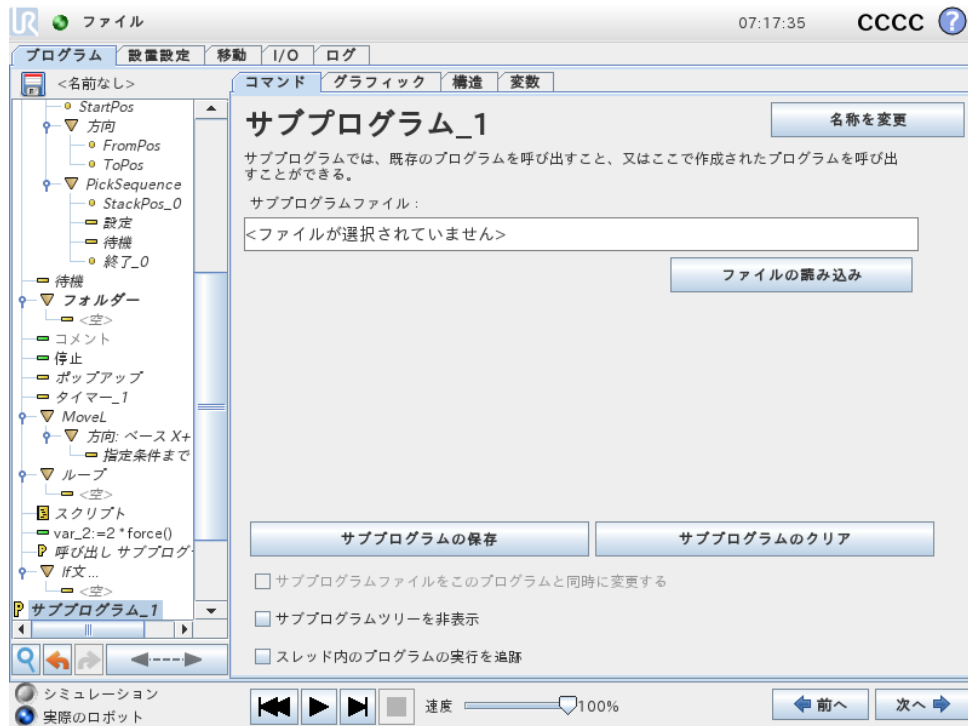 UR ファイル 07:17:35 CCCC ?
プログラム 設置設定 移動 I/O ログ
<名前なし>
StartPos
方向
FromPos
ToPos
PickSequence
StackPos_0
設定
待機
終了_0
待機
フォルダー
<空>
コメント
停止
ポップアップ
タイマー_1
MoveL
方向: ベース X+
指定条件まで
ループ
<空>
スクリプト
var_2:=2*force()
呼び出し サブプログ
If文...
<空>
サブプログラム_1
コマンド グラフィック 構造 変数
サブプログラム_1
名称を変更
サブプログラムでは、既存のプログラムを呼び出すこと、又はここで作成されたプログラムを呼び出
すことができる。
サブプログラムファイル :
<ファイルが選択されていません>
ファイルの読み込み
サブプログラムの保存 サブプログラムのクリア
サブプログラムファイルをこのプログラムと同時に変更する
サブプログラムツリーを非表示
スレッド内のプログラムの実行を追跡
シミュレーション
実際のロボット
速度 100%
前へ 次へ